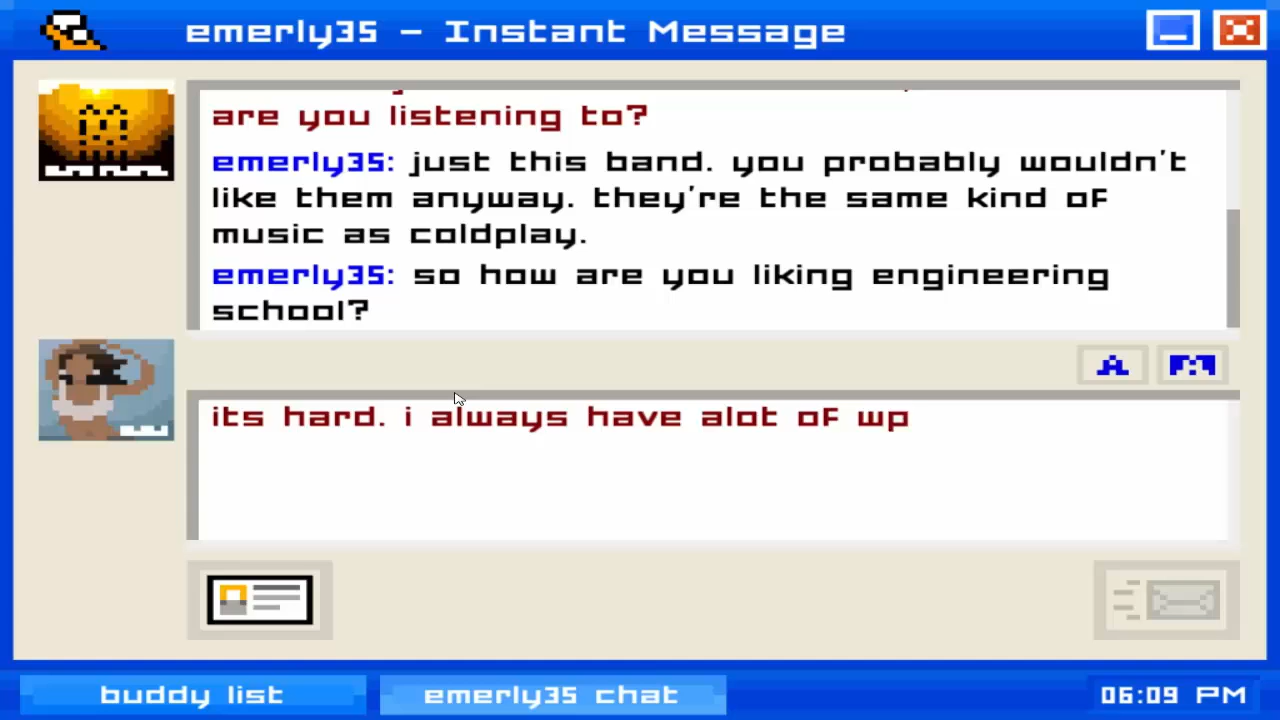 emerly35 - Instant Message
are you listening to?
emerly35: just this band. you probably wouldn't
like them anyway. they're the same kind of
music as coldplay.
emerly35: so how are you liking engineering
school?
its hard. i always have alot of wp
buddy list
emerly35 chat
06:09 PM